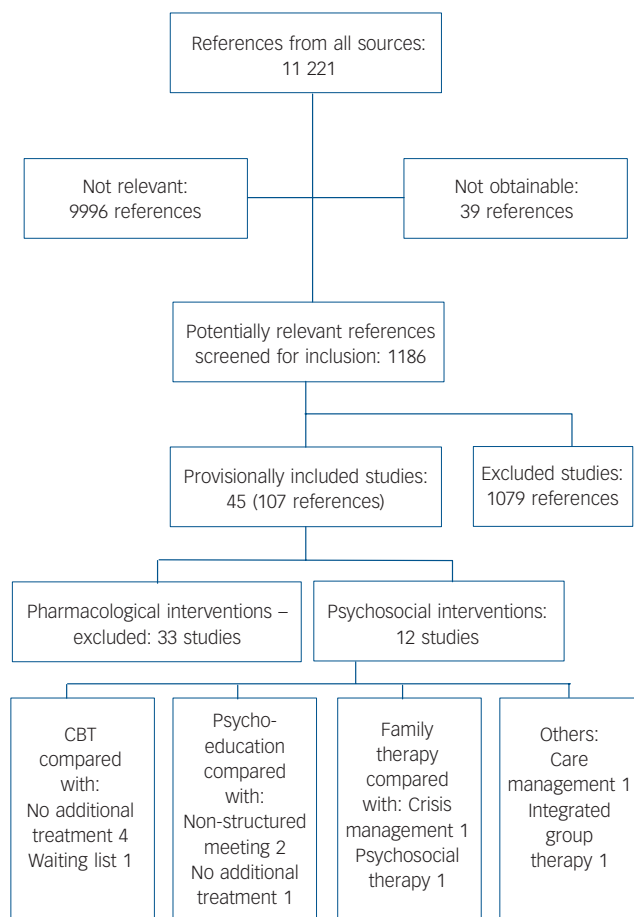 References from all sources:
11 221
Not relevant:
9996 references
Not obtainable:
39 references
Potentially relevant references
screened for inclusion: 1186
Provisionally included studies:
45 (107 references)
Excluded studies:
1079 references
Pharmacological interventions –
excluded: 33 studies
Psychosocial interventions:
12 studies
CBT
compared
with:
No additional
treatment 4
Waiting list 1
Psycho-
education
compared
with:
Non-structured
meeting 2
No additional
treatment 1
Family
therapy
compared
with: Crisis
management 1
Psychosocial
therapy 1
Others:
Care
management 1
Integrated
group
therapy 1